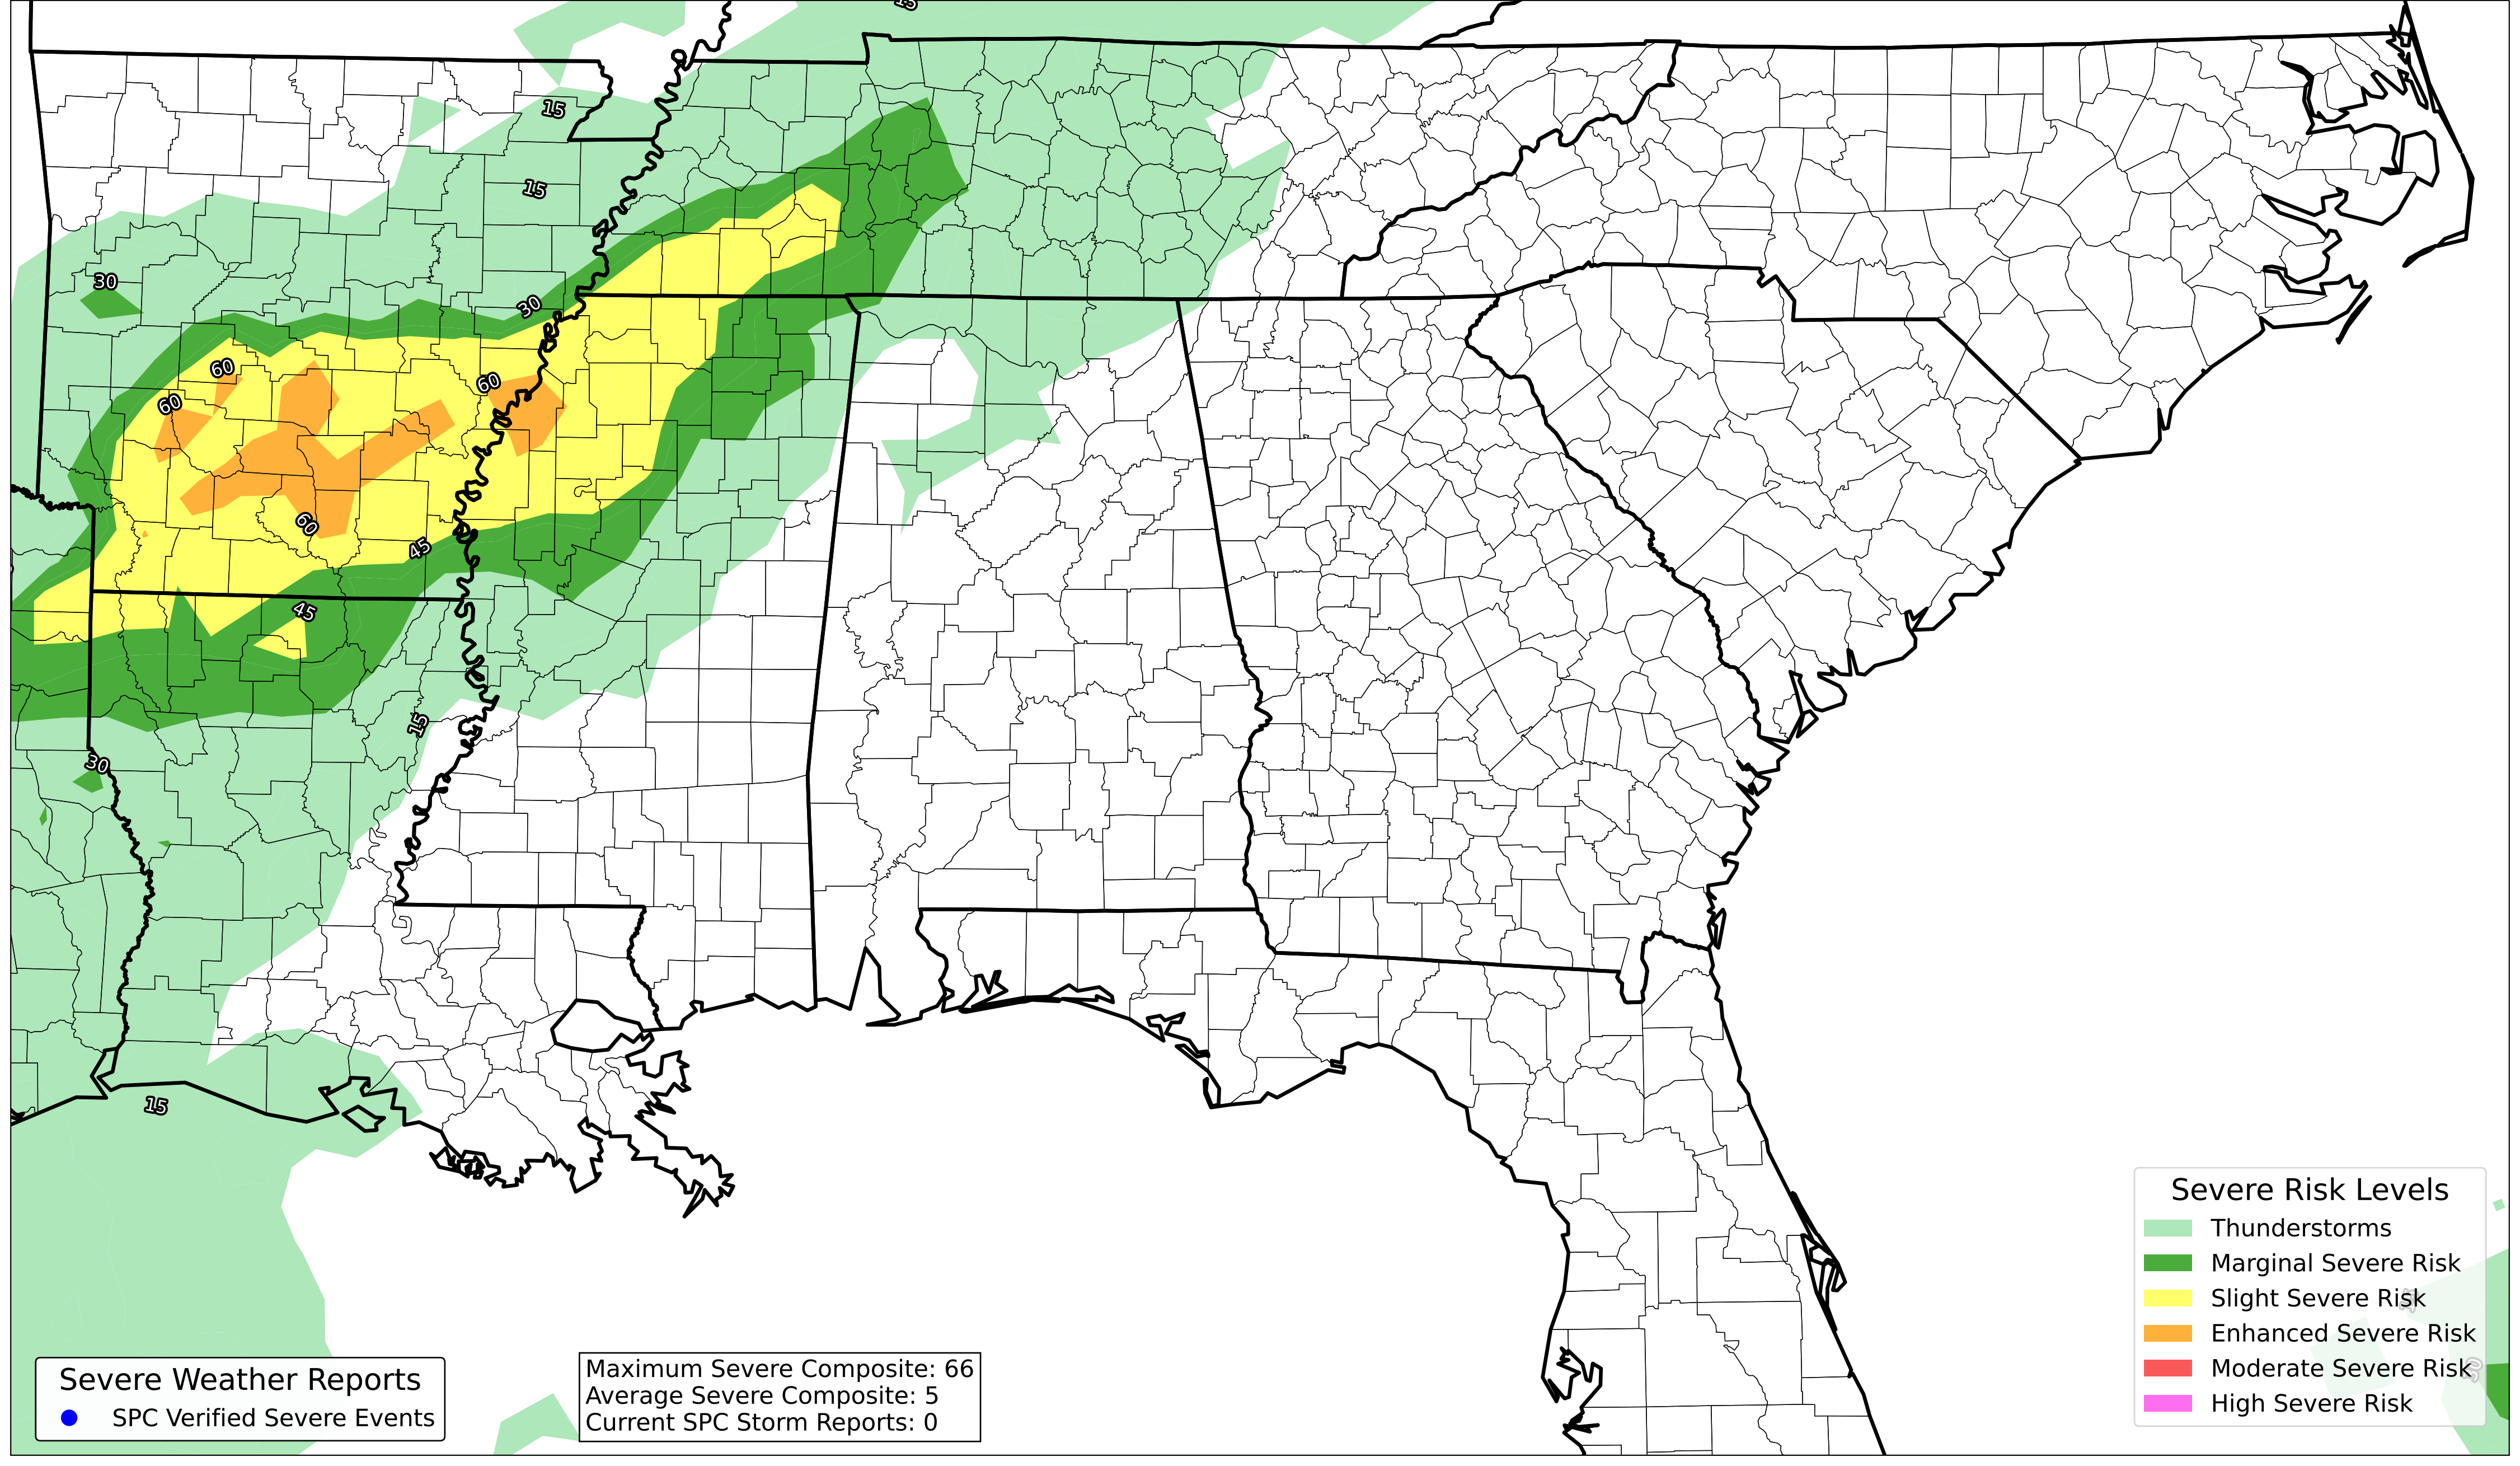 15
15
15
30
30
60
60
60
60
45
45
15
30
15
Severe Risk Levels
Thunderstorms
Marginal Severe Risk
Slight Severe Risk
Enhanced Severe Risk
Moderate Severe Risk
High Severe Risk
Severe Weather Reports
SPC Verified Severe Events
Maximum Severe Composite: 66
Average Severe Composite: 5
Current SPC Storm Reports: 0